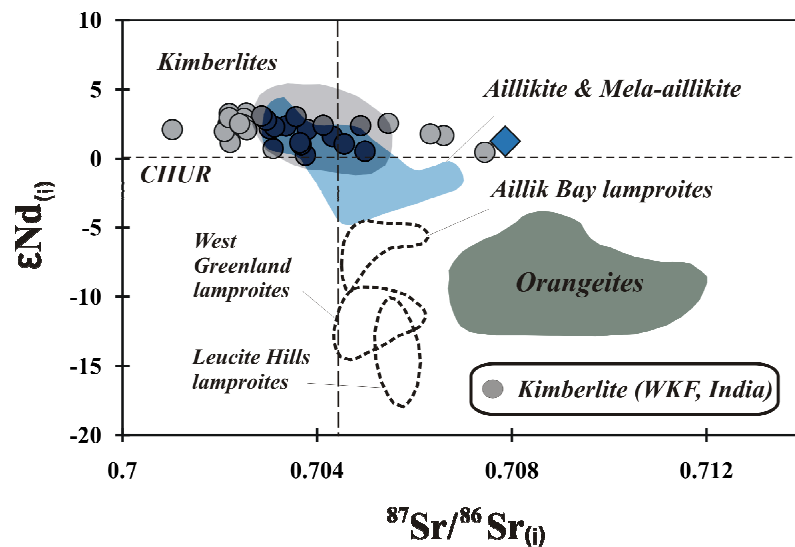 10
5
0
-5
-10
-15
-20
εNd(i)
Kimberlites
Aillikite & Mela-aillikite
CHUR
Aillik Bay lamproites
West
Greenland
lamproites
Orangeites
Leucite Hills
lamproites
Kimberlite (WKF, India)
0.7
0.704
0.708
0.712
87Sr/86Sr(i)